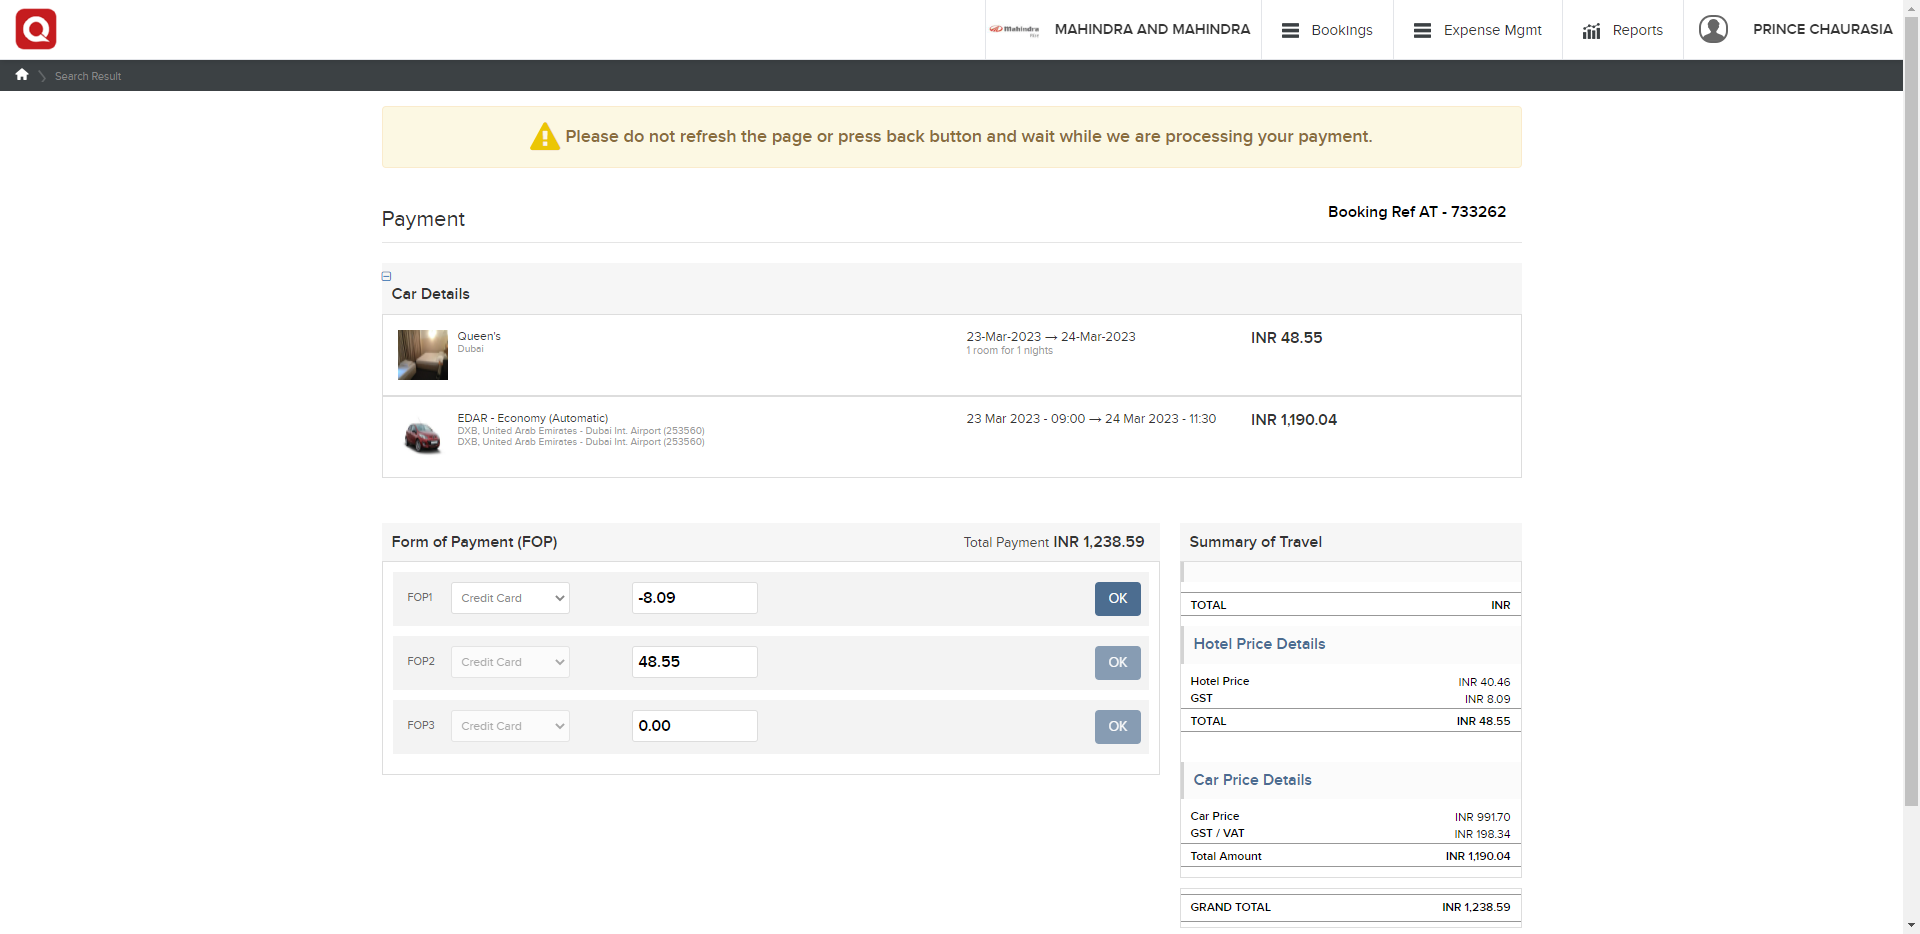 Mahindra
MAHINDRA AND MAHINDRA
Bookings
Expense Mgmt
Reports
PRINCE CHAURASIA
Search Result
Please do not refresh the page or press back button and wait while we are processing your payment.
Payment
Booking Ref AT - 733262
Car Details
Queen's
Dubai
23-Mar-2023 → 24-Mar-2023
1 room for 1 nights
INR 48.55
EDAR - Economy (Automatic)
DXB, United Arab Emirates - Dubai Int. Airport (253560)
DXB, United Arab Emirates - Dubai Int. Airport (253560)
23 Mar 2023 - 09:00 → 24 Mar 2023 - 11:30
INR 1,190.04
Form of Payment (FOP)
Total Payment INR 1,238.59
FOP1 Credit Card -8.09 OK
FOP2 Credit Card 48.55 OK
FOP3 Credit Card 0.00 OK
Summary of Travel
TOTAL INR
Hotel Price Details
Hotel Price INR 40.46
GST INR 8.09
TOTAL INR 48.55
Car Price Details
Car Price INR 991.70
GST / VAT INR 198.34
Total Amount INR 1,190.04
GRAND TOTAL INR 1,238.59